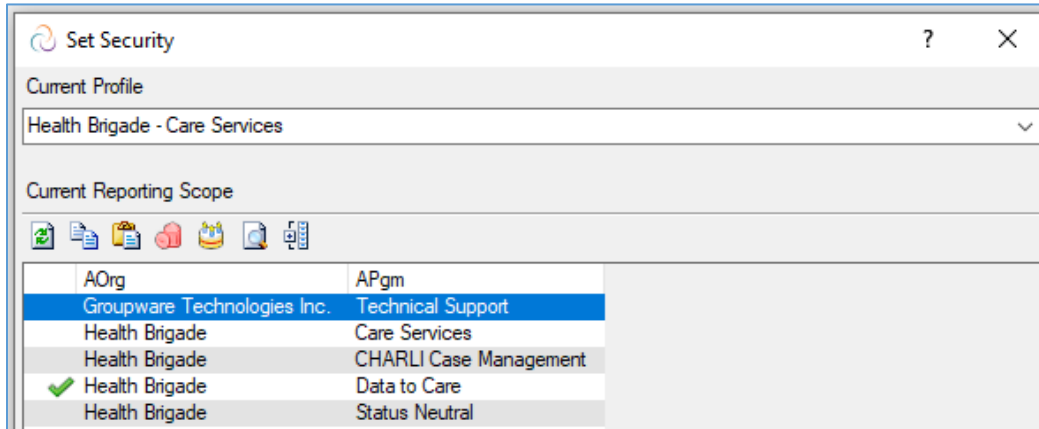 Set Security ?
Current Profile
Health Brigade - Care Services
Current Reporting Scope
AOrg APgm
Groupware Technologies Inc. Technical Support
Health Brigade Care Services
Health Brigade CHARLI Case Management
Health Brigade Data to Care
Health Brigade Status Neutral